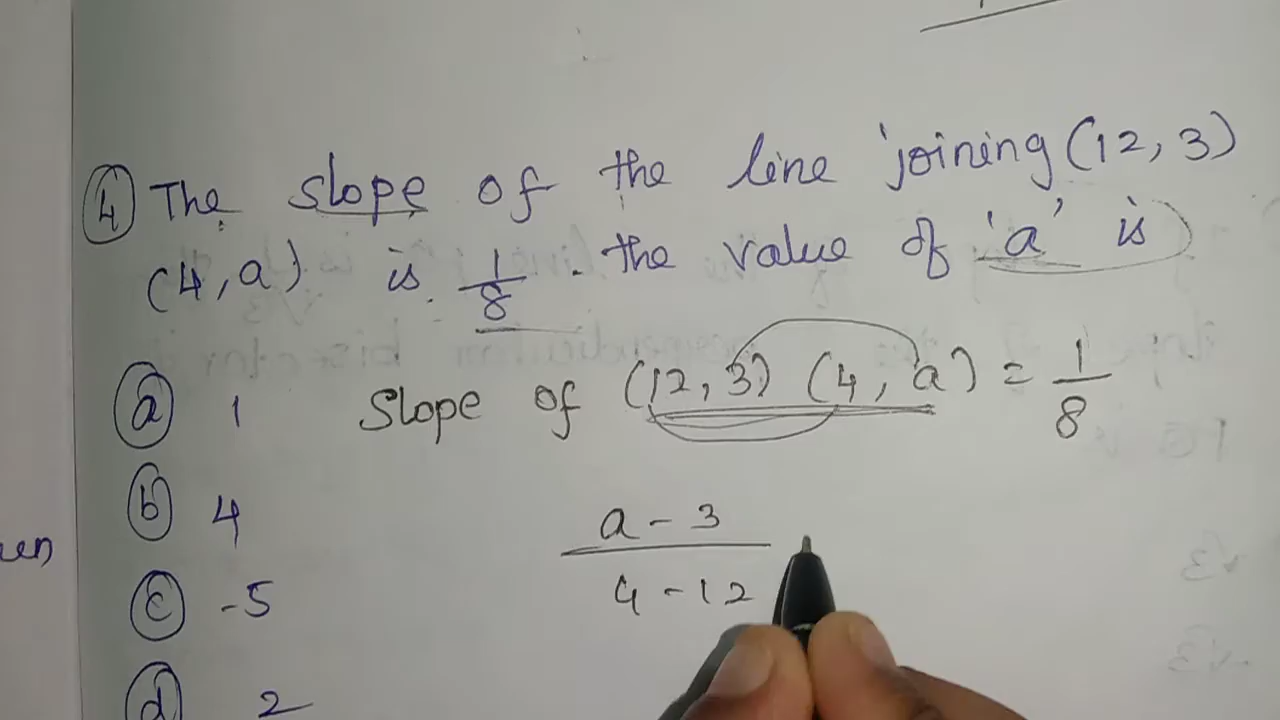 ④ The slope of the line joining (12, 3)
(4, a) is 1/8 . the value of 'a' is
ⓐ 1 Slope of (12, 3) (4, a) = 1/8
ⓑ 4
a - 3 / 4 - 12
ⓒ -5
ⓓ 2